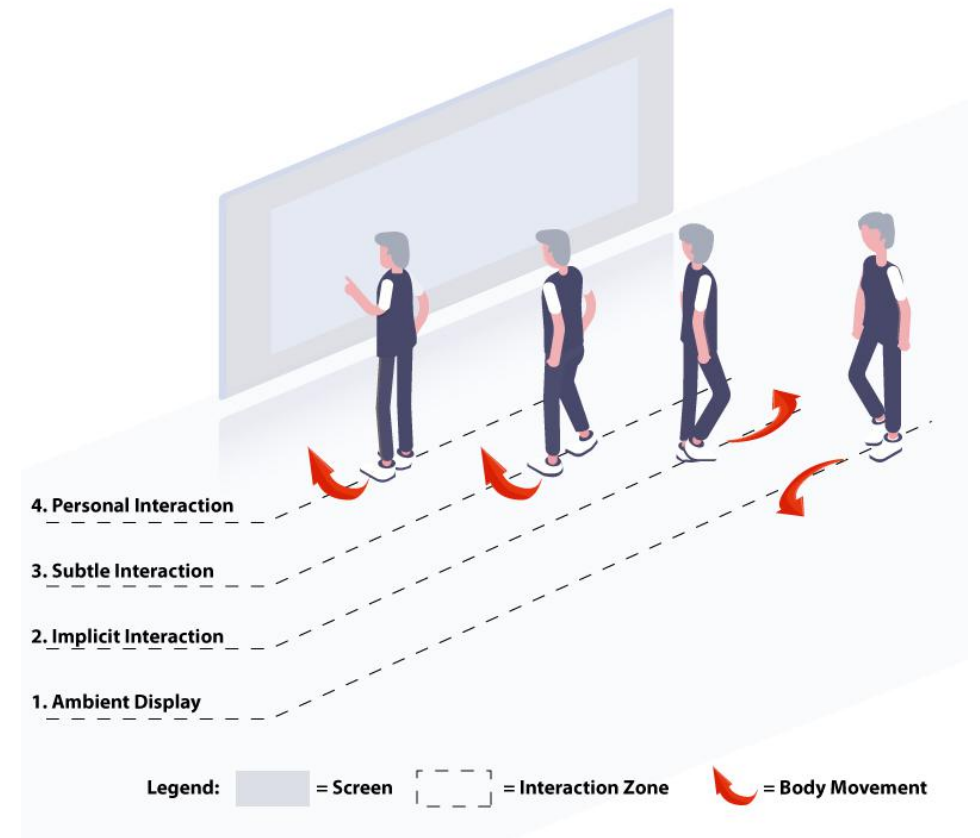 4. Personal Interaction
3. Subtle Interaction
2. Implicit Interaction
1. Ambient Display
Legend: = Screen = Interaction Zone = Body Movement